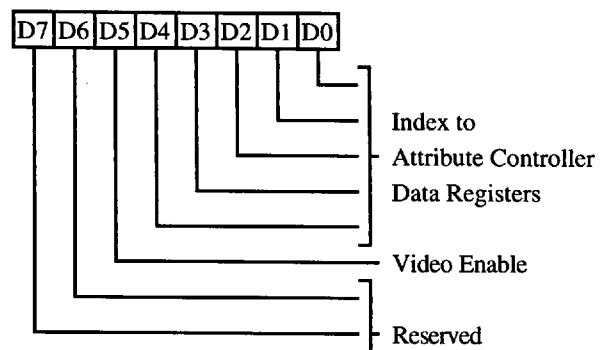 D7 D6 D5 D4 D3 D2 D1 D0
Index to
Attribute Controller
Data Registers
Video Enable
Reserved